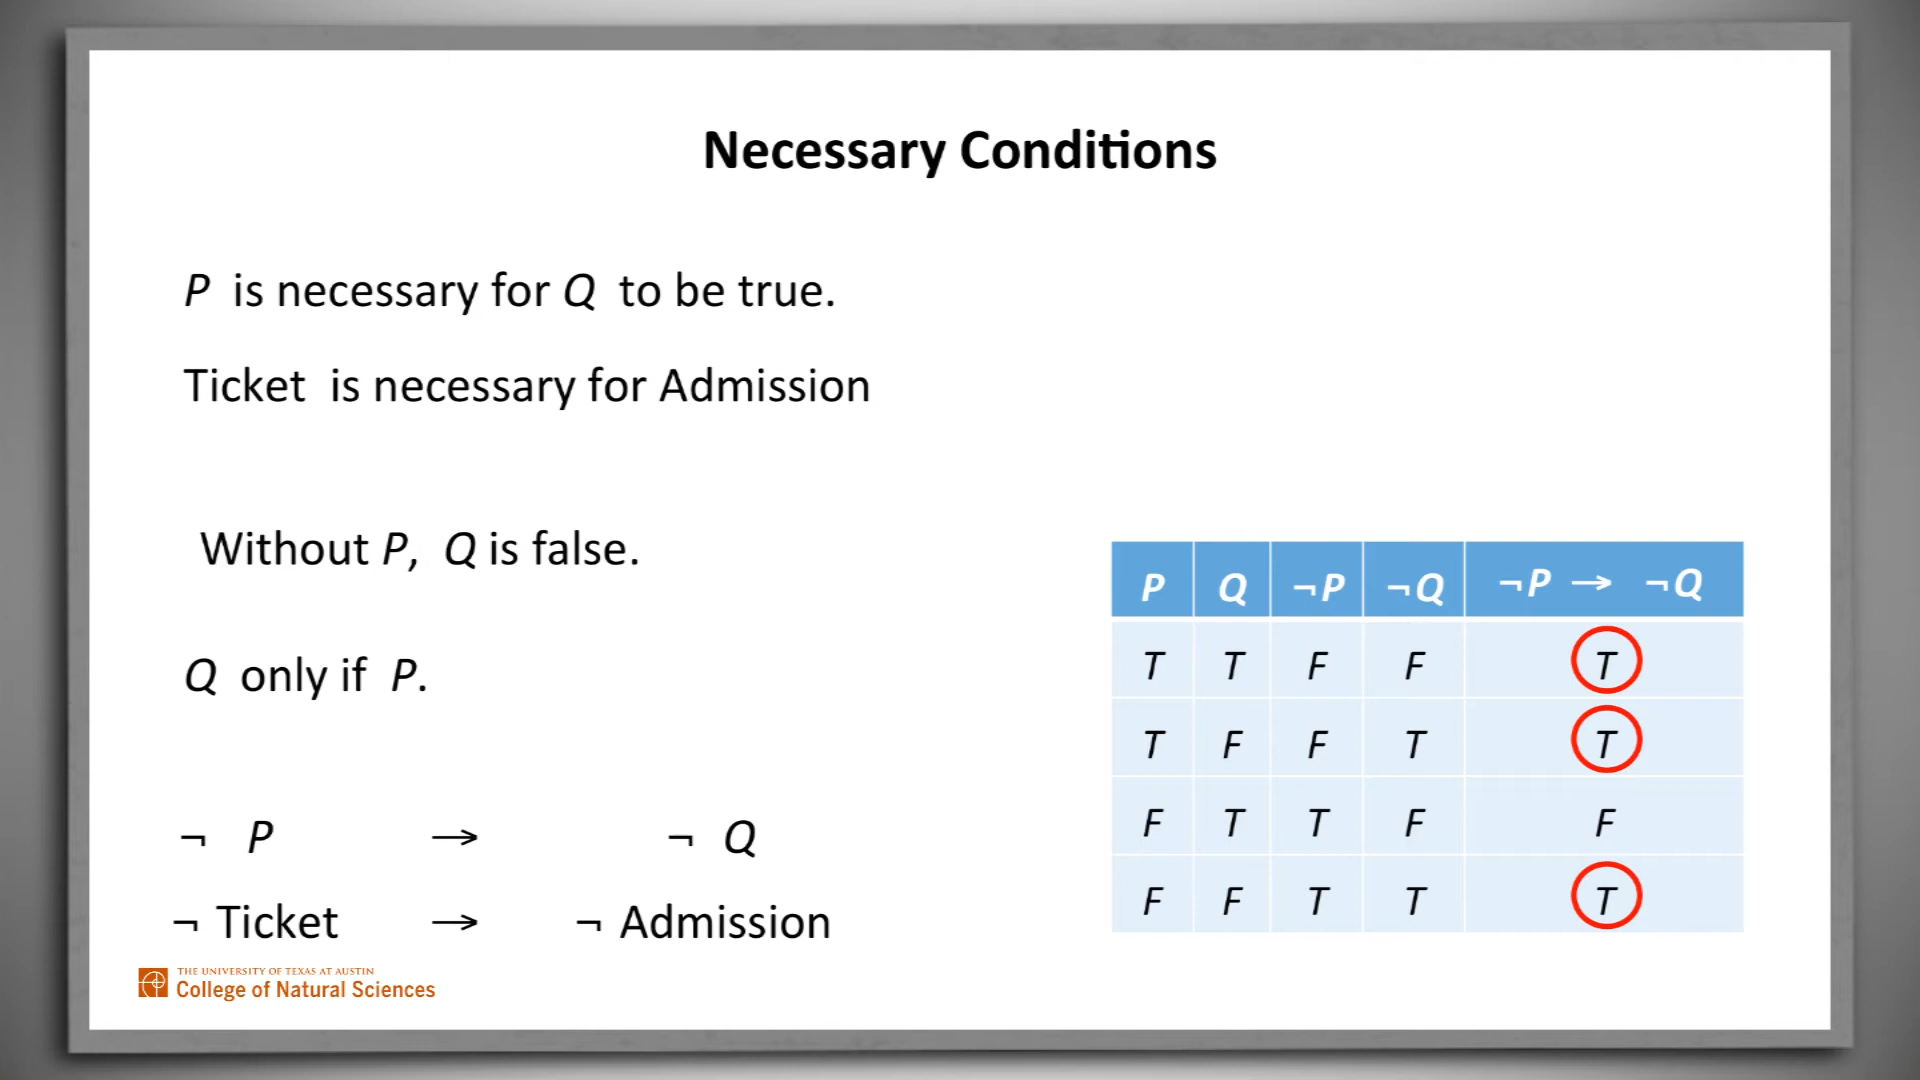 Necessary Conditions
P is necessary for Q to be true.
Ticket is necessary for Admission
Without P, Q is false.
Q only if P.
¬ P → ¬ Q
¬ Ticket → ¬ Admission
P Q ¬P ¬Q ¬P → ¬Q
T T F F T
T F F T T
F T T F F
F F T T T
THE UNIVERSITY OF TEXAS AT AUSTIN
College of Natural Sciences